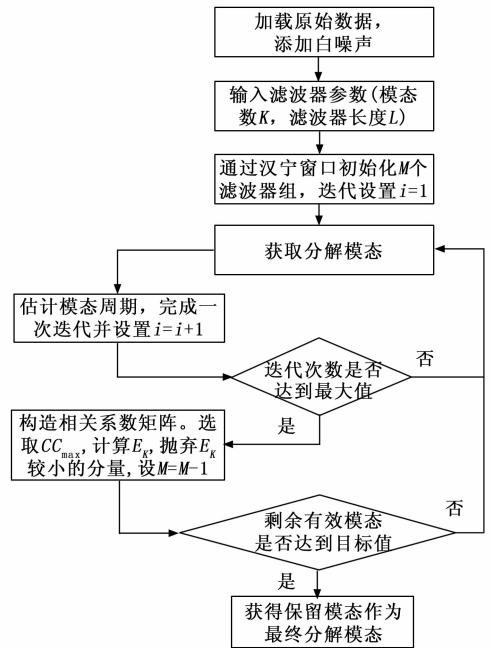 加载原始数据，
添加白噪声
输入滤波器参数(模态
数K，滤波器长度L)
通过汉宁窗口初始化M个
滤波器组，迭代设置i=1
获取分解模态
估计模态周期，完成一
次迭代并设置i=i+1
迭代次数是否
达到最大值
否
是
构造相关系数矩阵。选
取CCmax,计算EK,抛弃EK
较小的分量,设M=M-1
剩余有效模态
是否达到目标值
否
是
获得保留模态作为
最终分解模态